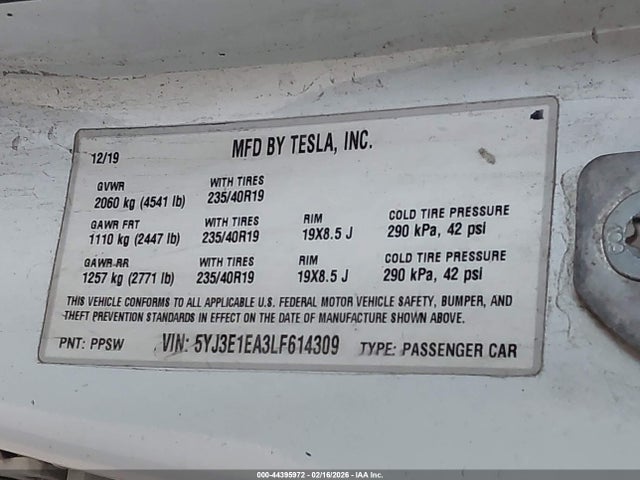 12/19 MFD BY TESLA, INC.
GVWR WITH TIRES
2060 kg (4541 lb) 235/40R19
GAWR FRT WITH TIRES RIM COLD TIRE PRESSURE
1110 kg (2447 lb) 235/40R19 19X8.5 J 290 kPa, 42 psi
GAWR RR WITH TIRES RIM COLD TIRE PRESSURE
1257 kg (2771 lb) 235/40R19 19X8.5 J 290 kPa, 42 psi
THIS VEHICLE CONFORMS TO ALL APPLICABLE U.S. FEDERAL MOTOR VEHICLE SAFETY, BUMPER, AND
THEFT PREVENTION STANDARDS IN EFFECT ON THE DATE OF MANUFACTURE SHOWN ABOVE.
PNT: PPSW VIN: 5YJ3E1EA3LF614309 TYPE: PASSENGER CAR
000-44395972 - 02/16/2026 - IAA Inc.